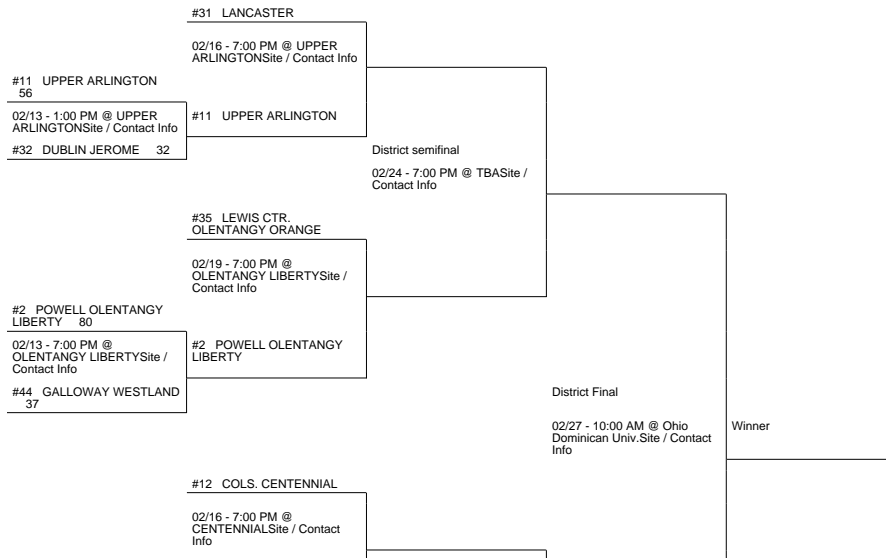 #31 LANCASTER
02/16 - 7:00 PM @ UPPER
ARLINGTONSite / Contact Info
#11 UPPER ARLINGTON
56
02/13 - 1:00 PM @ UPPER
ARLINGTONSite / Contact Info
#11 UPPER ARLINGTON
#32 DUBLIN JEROME 32
District semifinal
02/24 - 7:00 PM @ TBASite /
Contact Info
#35 LEWIS CTR.
OLENTANGY ORANGE
02/19 - 7:00 PM @
OLENTANGY LIBERTYSite /
Contact Info
#2 POWELL OLENTANGY
LIBERTY 80
02/13 - 7:00 PM @
OLENTANGY LIBERTYSite /
Contact Info
#2 POWELL OLENTANGY
LIBERTY
#44 GALLOWAY WESTLAND
37
District Final
02/27 - 10:00 AM @ Ohio
Dominican Univ.Site / Contact
Info
Winner
#12 COLS. CENTENNIAL
02/16 - 7:00 PM @
CENTENNIALSite / Contact
Info